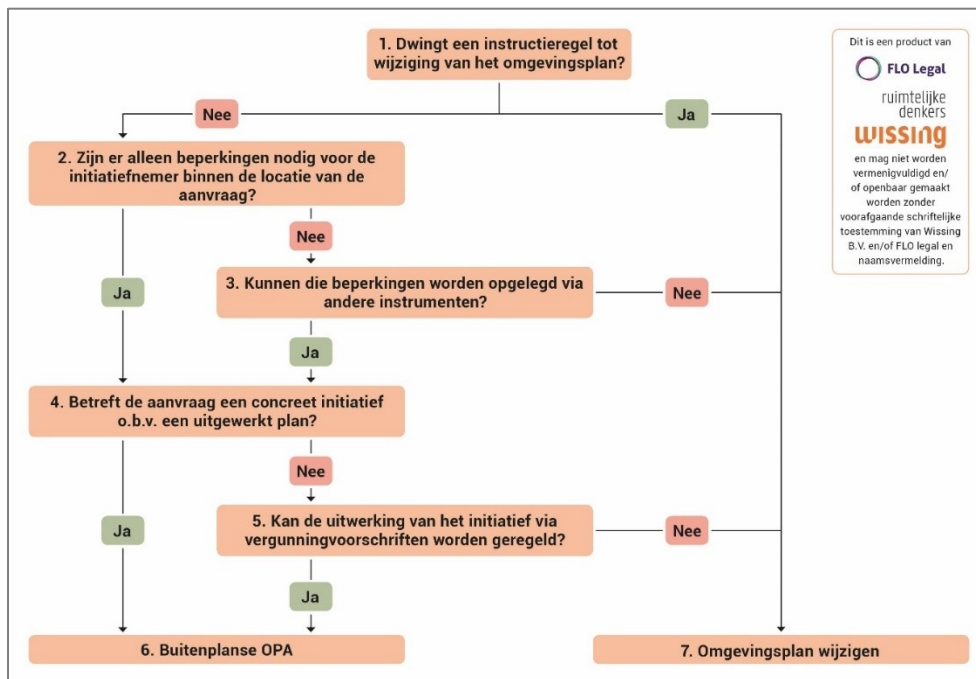 1. Dwingt een instructieregel tot
wijziging van het omgevingsplan?
Dit is een product van
FLO Legal
ruimtelijke
denkers
wissing
en mag niet worden
vermenigvuldigd en/
of openbaar gemaakt
worden zonder
voorafgaande schriftelijke
toestemming van Wissing
B.V. en/of FLO legal en
naamsvermelding.
Nee
Ja
2. Zijn er alleen beperkingen nodig voor de
initiatiefnemer binnen de locatie van de
aanvraag?
Nee
Ja
3. Kunnen die beperkingen worden opgelegd via
andere instrumenten?
Nee
Ja
4. Betreft de aanvraag een concreet initiatief
o.b.v. een uitgewerkt plan?
Nee
Ja
5. Kan de uitwerking van het initiatief via
vergunningvoorschriften worden geregeld?
Nee
Ja
6. Buitenplanse OPA
7. Omgevingsplan wijzigen